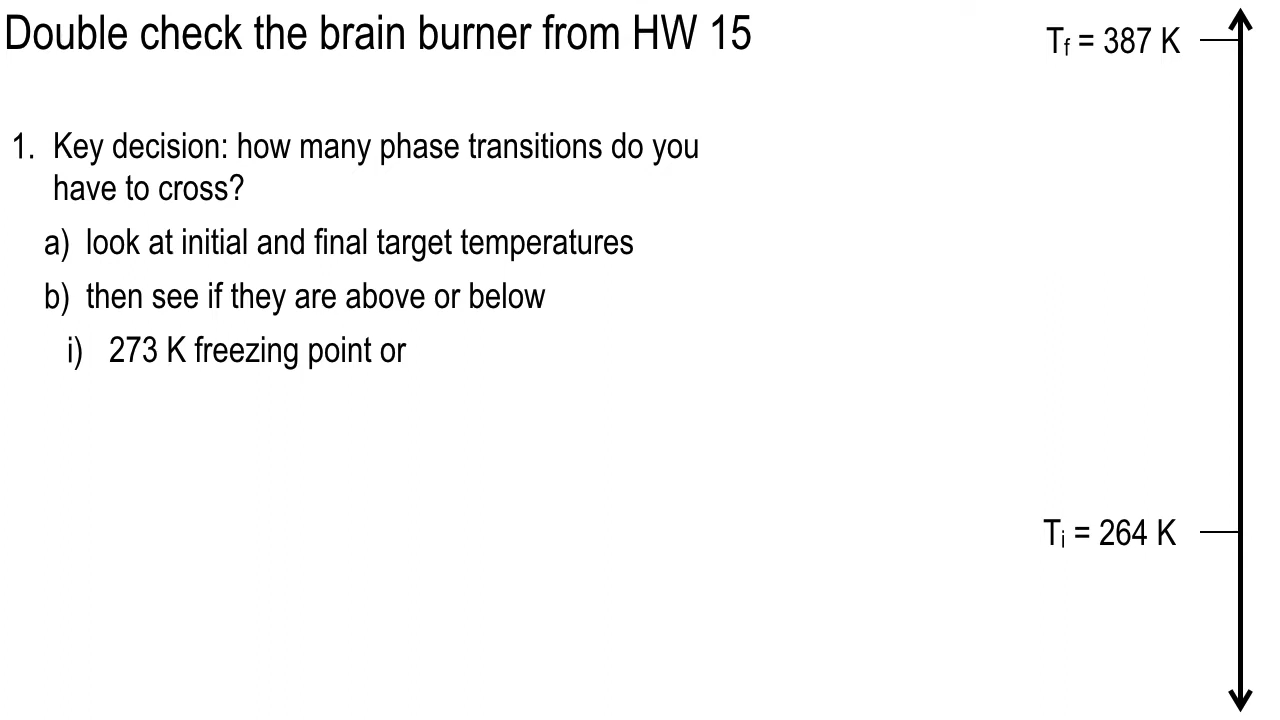 Double check the brain burner from HW 15
T_f = 387 K
1. Key decision: how many phase transitions do you
have to cross?
a) look at initial and final target temperatures
b) then see if they are above or below
i) 273 K freezing point or
T_i = 264 K